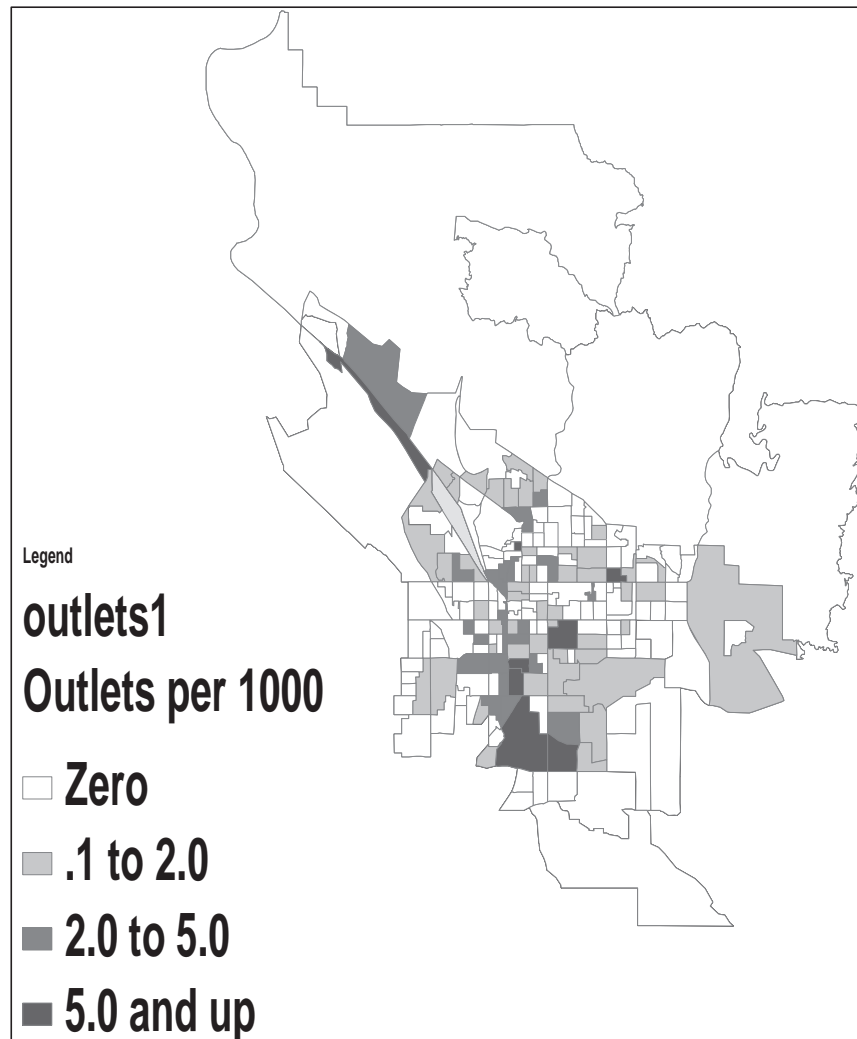 Legend
outlets1
Outlets per 1000
Zero
.1 to 2.0
2.0 to 5.0
5.0 and up